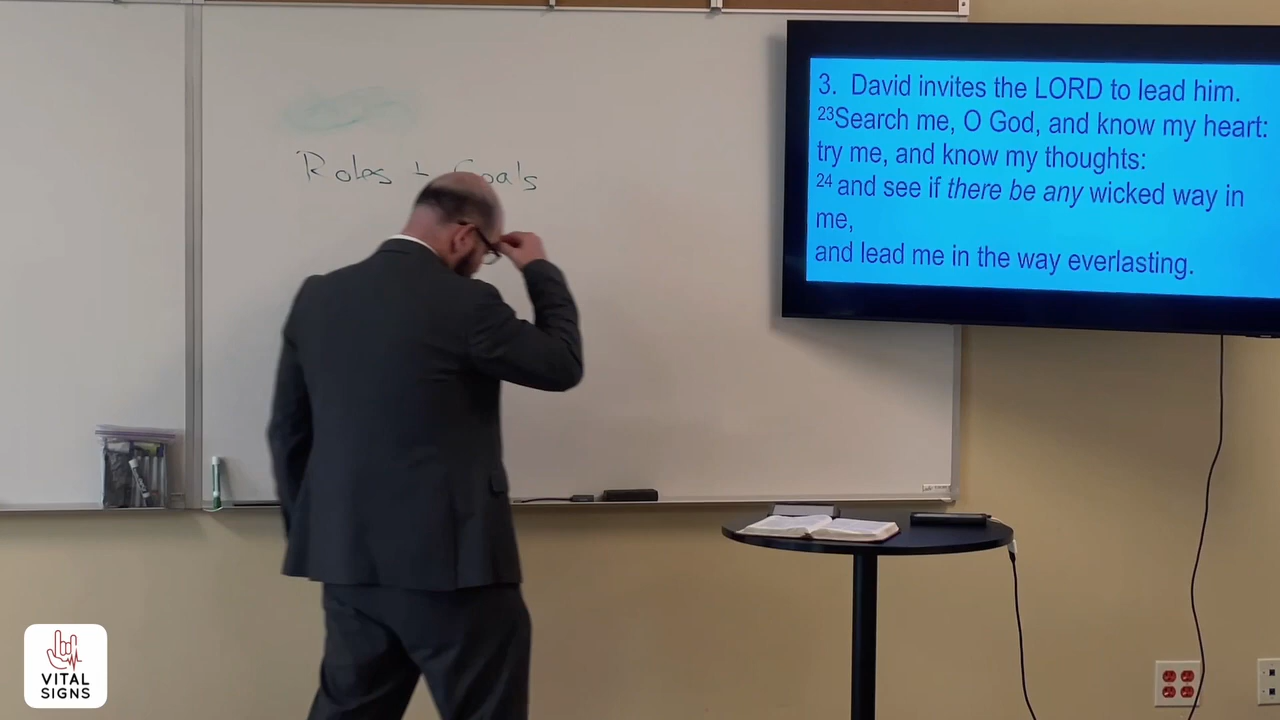 Roles + Goals
3. David invites the LORD to lead him.
23Search me, O God, and know my heart:
try me, and know my thoughts:
24 and see if there be any wicked way in
me,
and lead me in the way everlasting.
VITAL
SIGNS